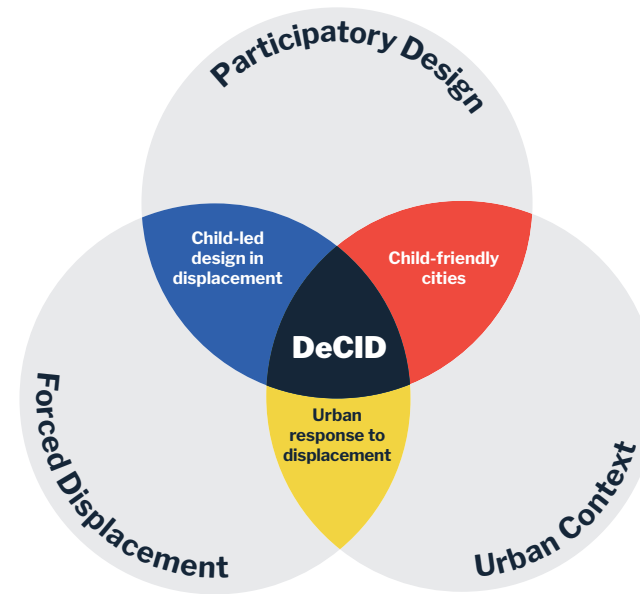 Participatory Design
Child-led
design in
displacement
Child-friendly
cities
DeCID
Urban
response to
displacement
Forced Displacement
Urban Context